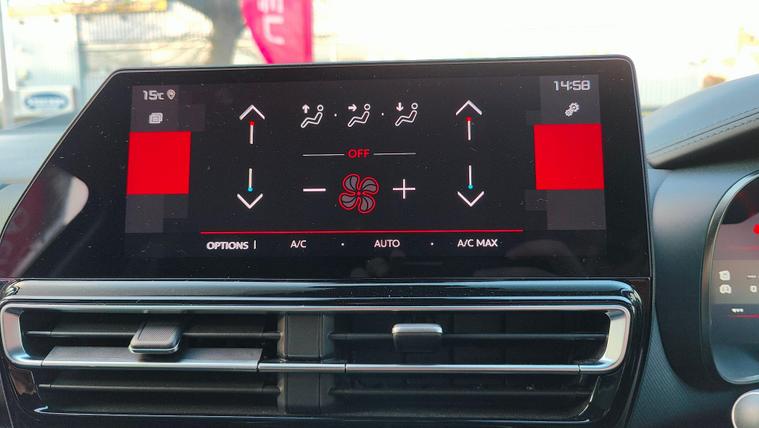 15°C
14:58
OFF
OPTIONS
A/C · AUTO · A/C MAX